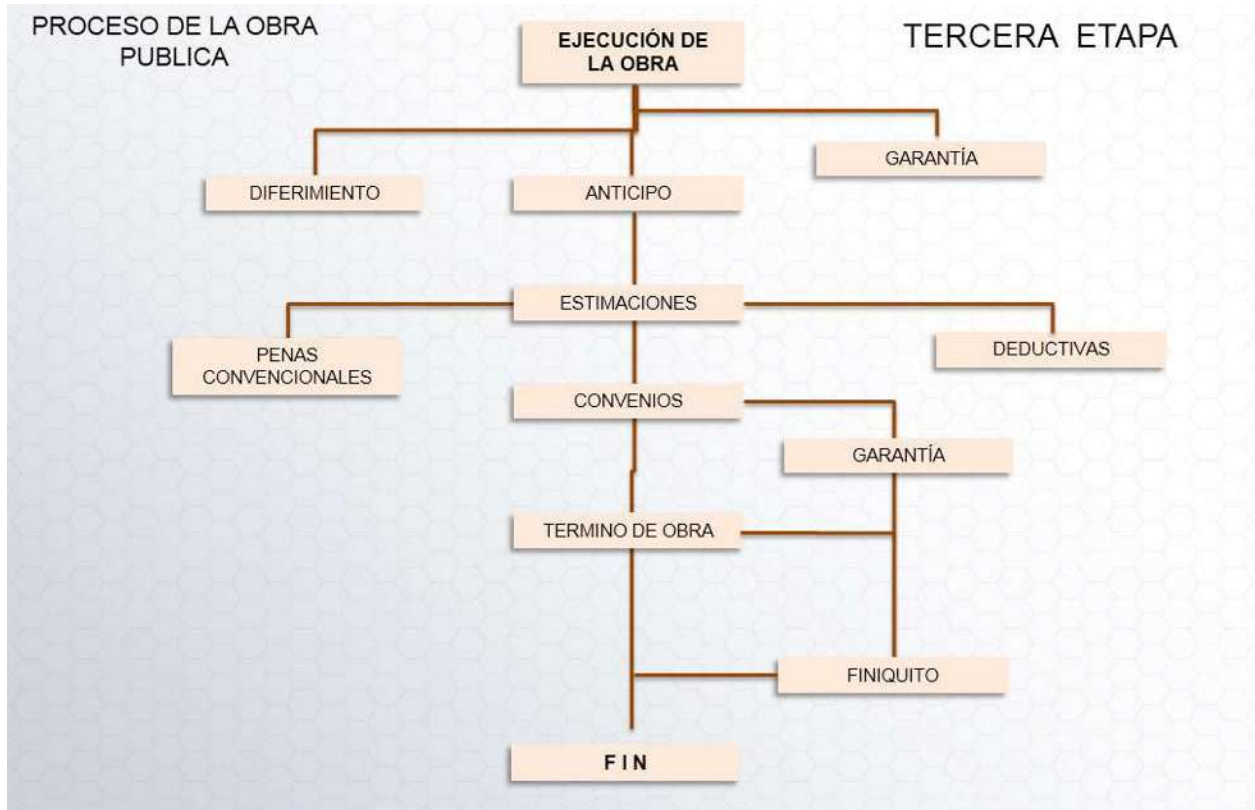 PROCESO DE LA OBRA
PUBLICA
EJECUCIÓN DE
LA OBRA
TERCERA ETAPA
GARANTÍA
DIFERIMIENTO
ANTICIPO
ESTIMACIONES
PENAS
CONVENCIONALES
DEDUCTIVAS
CONVENIOS
GARANTÍA
TERMINO DE OBRA
FINIQUITO
F I N